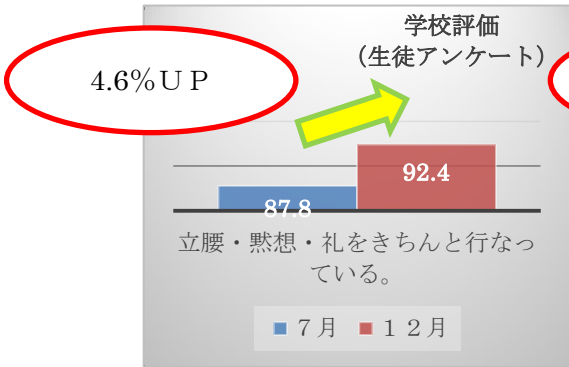 学校評価
（生徒アンケート）
4.6%ＵＰ
92.4
87.8
立腰・黙想・礼をきちんと行なっ
ている。
７月 １２月